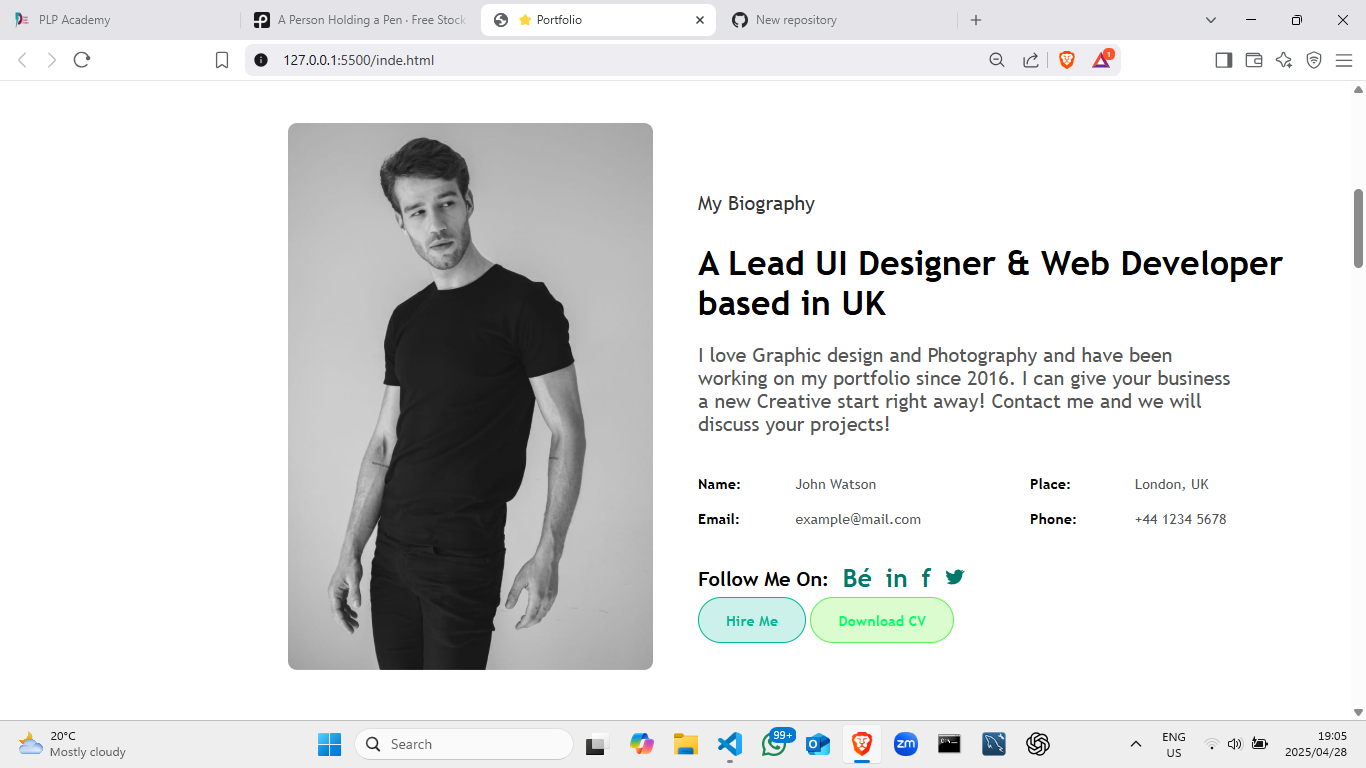 PLP Academy
A Person Holding a Pen · Free Stock
⭐ Portfolio
New repository
127.0.0.1:5500/inde.html
1
My Biography
A Lead UI Designer & Web Developer
based in UK
I love Graphic design and Photography and have been
working on my portfolio since 2016. I can give your business
a new Creative start right away! Contact me and we will
discuss your projects!
Name: John Watson Place: London, UK
Email: example@mail.com Phone: +44 1234 5678
Follow Me On: Bé in f
Hire Me Download CV
20°C
Mostly cloudy
Search
99+
zm
ENG
US
19:05
2025/04/28